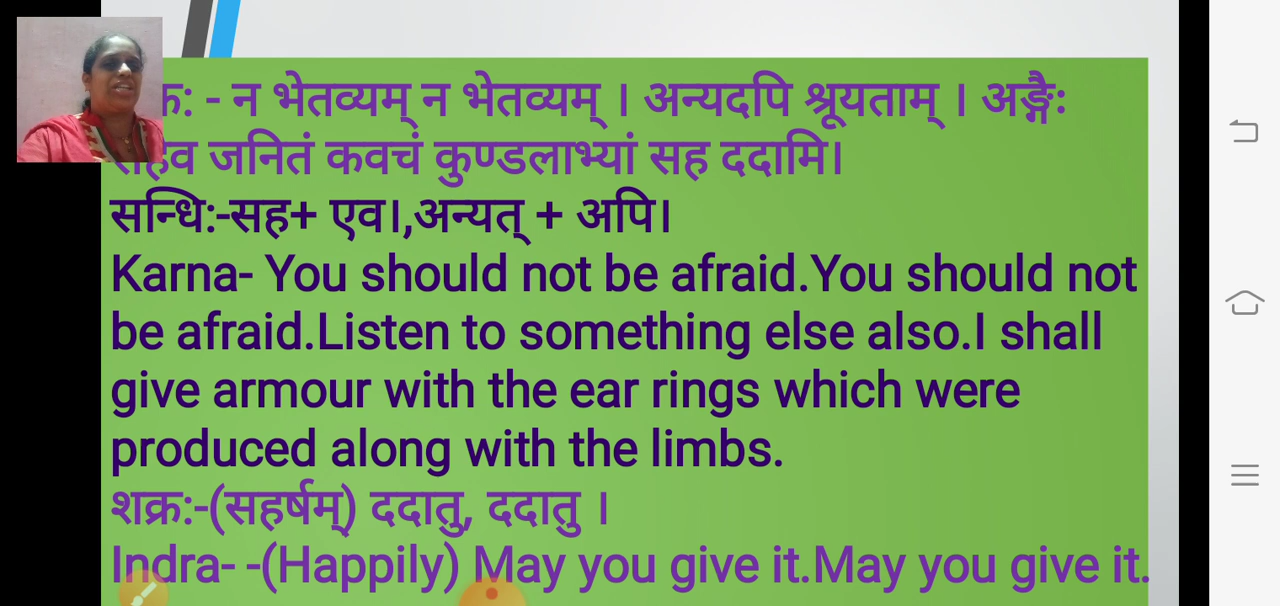 - न भेतव्यम् न भेतव्यम् । अन्यदपि श्रूयताम् । अङ्गैः
जनितं कवचं कुण्डलाभ्यां सह ददामि।
सन्धि:-सह+ एव।,अन्यत् + अपि।
Karna- You should not be afraid.You should not
be afraid.Listen to something else also.I shall
give armour with the ear rings which were
produced along with the limbs.
शक्र:-(सहर्षम्) ददातु, ददातु ।
Indra- -(Happily) May you give it.May you give it.